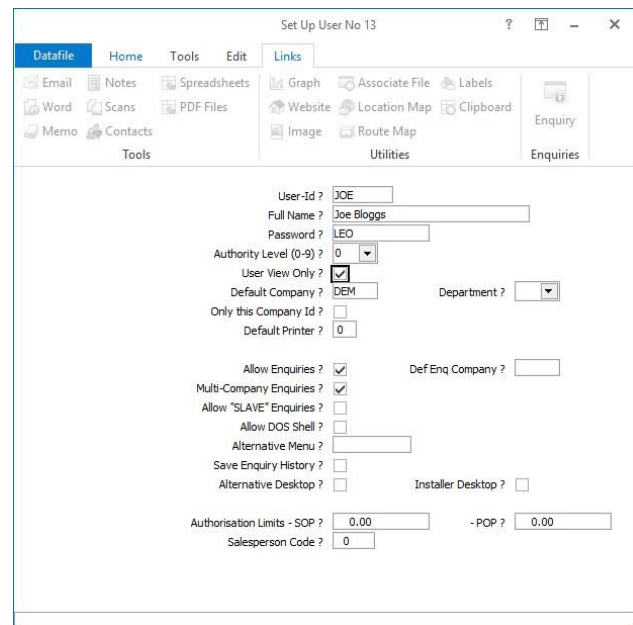 Set Up User No 13 ?
Datafile Home Tools Edit Links
Email Notes Spreadsheets Graph Associate File Labels
Word Scans PDF Files Website Location Map Clipboard Enquiry
Memo Contacts Image Route Map
Tools Utilities Enquiries
User-Id ? JOE
Full Name ? Joe Bloggs
Password ? LEO
Authority Level (0-9) ? 0
User View Only ?
Default Company ? DEM Department ?
Only this Company Id ?
Default Printer ? 0
Allow Enquiries ? Def Enq Company ?
Multi-Company Enquiries ?
Allow "SLAVE" Enquiries ?
Allow DOS Shell ?
Alternative Menu ?
Save Enquiry History ?
Alternative Desktop ? Installer Desktop ?
Authorisation Limits - SOP ? 0.00 - POP ? 0.00
Salesperson Code ? 0